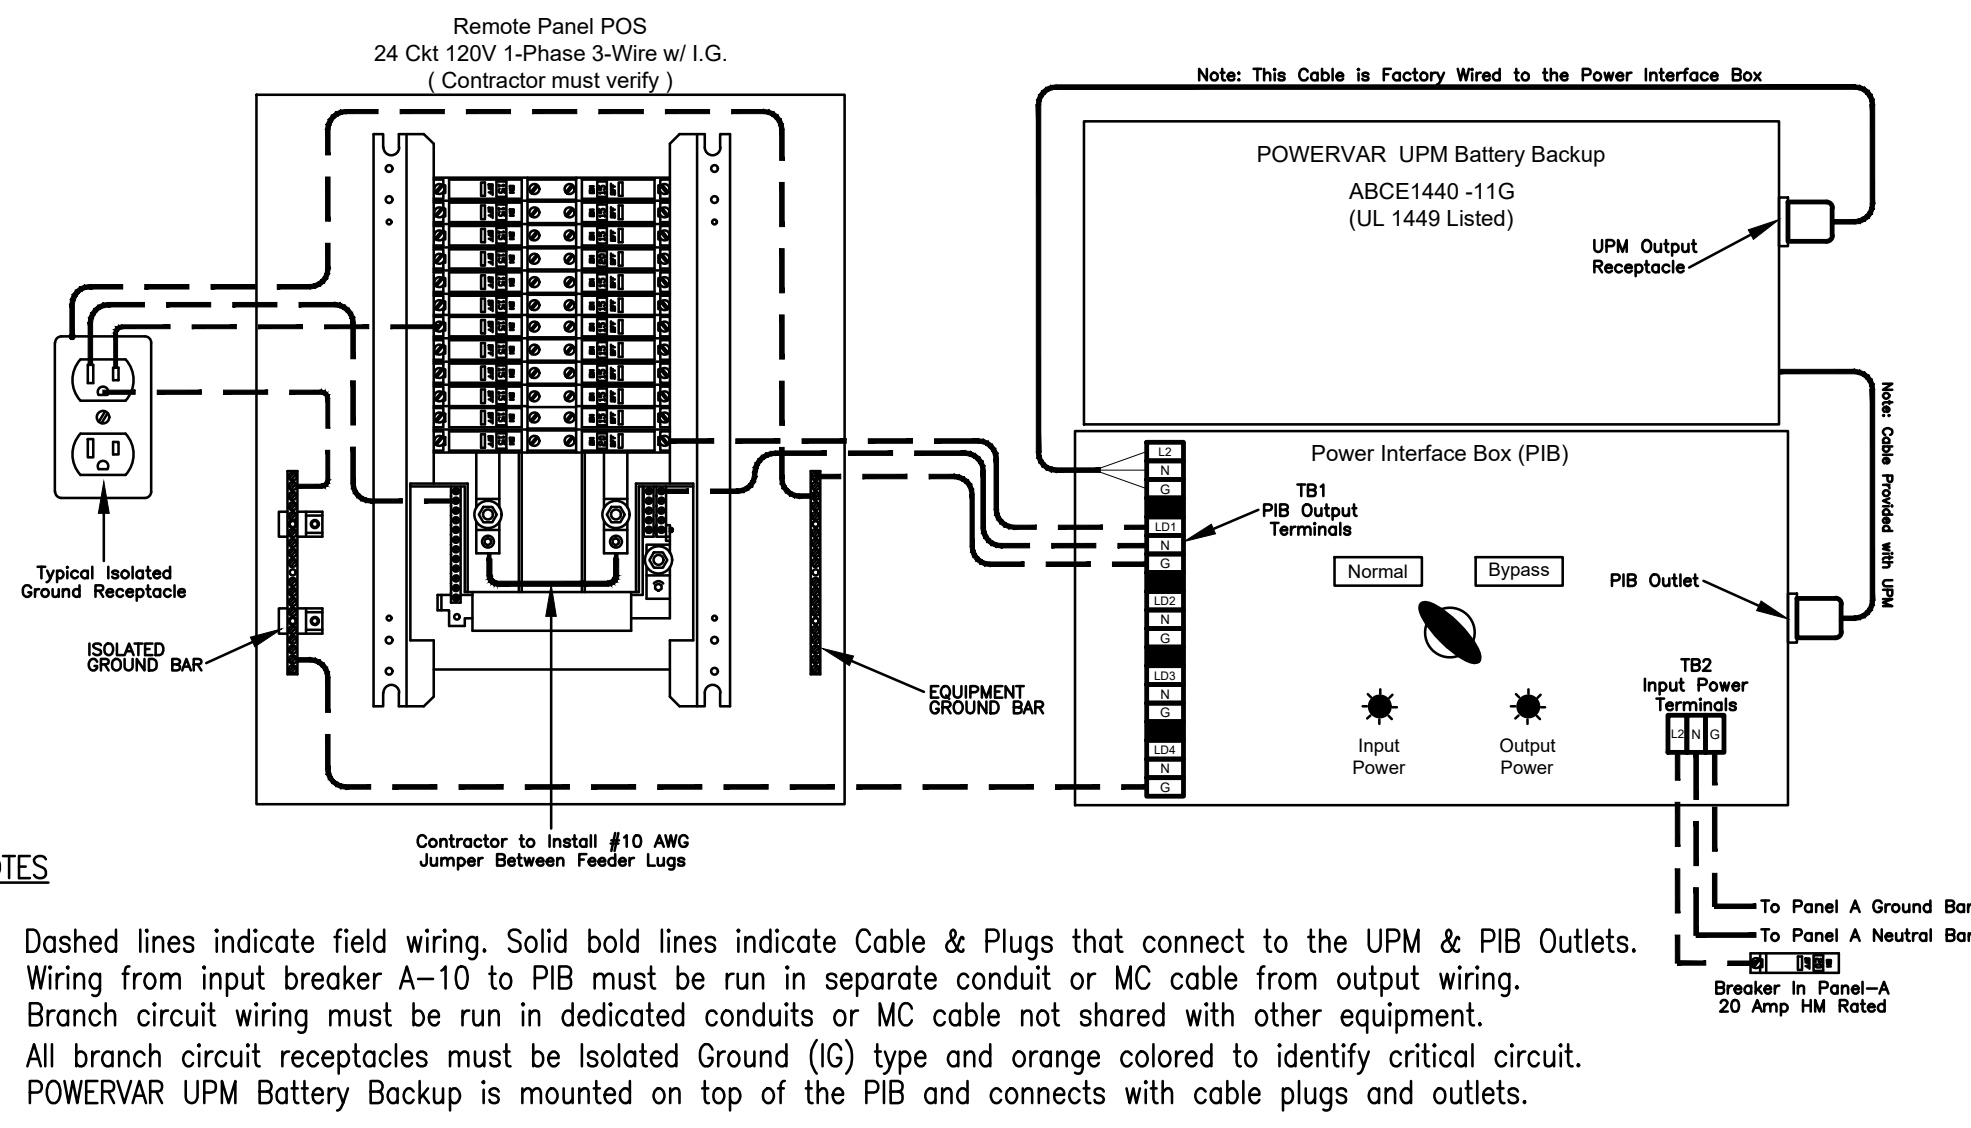 Remote Panel POS
24 Ckt 120V 1-Phase 3-Wire w/ I.G.
( Contractor must verify )
Note: This Cable is Factory Wired to the Power Interface Box
POWERVAR UPM Battery Backup
ABCE1440 -11G
(UL 1449 Listed)
UPM Output
Receptacle
Note: Cable Provided with UPM
Power Interface Box (PIB)
L2
N
G
LD1
N
G
LD2
N
G
LD3
N
G
LD4
N
G
TB1
PIB Output
Terminals
Normal
Bypass
PIB Outlet
Input
Power
Output
Power
TB2
Input Power
Terminals
L2 N G
Typical Isolated
Ground Receptacle
ISOLATED
GROUND BAR
EQUIPMENT
GROUND BAR
Contractor to Install #10 AWG
Jumper Between Feeder Lugs
To Panel A Ground Bar
To Panel A Neutral Bar
Breaker In Panel-A
20 Amp HM Rated
OTES
Dashed lines indicate field wiring. Solid bold lines indicate Cable & Plugs that connect to the UPM & PIB Outlets.
Wiring from input breaker A-10 to PIB must be run in separate conduit or MC cable from output wiring.
Branch circuit wiring must be run in dedicated conduits or MC cable not shared with other equipment.
All branch circuit receptacles must be Isolated Ground (IG) type and orange colored to identify critical circuit.
POWERVAR UPM Battery Backup is mounted on top of the PIB and connects with cable plugs and outlets.